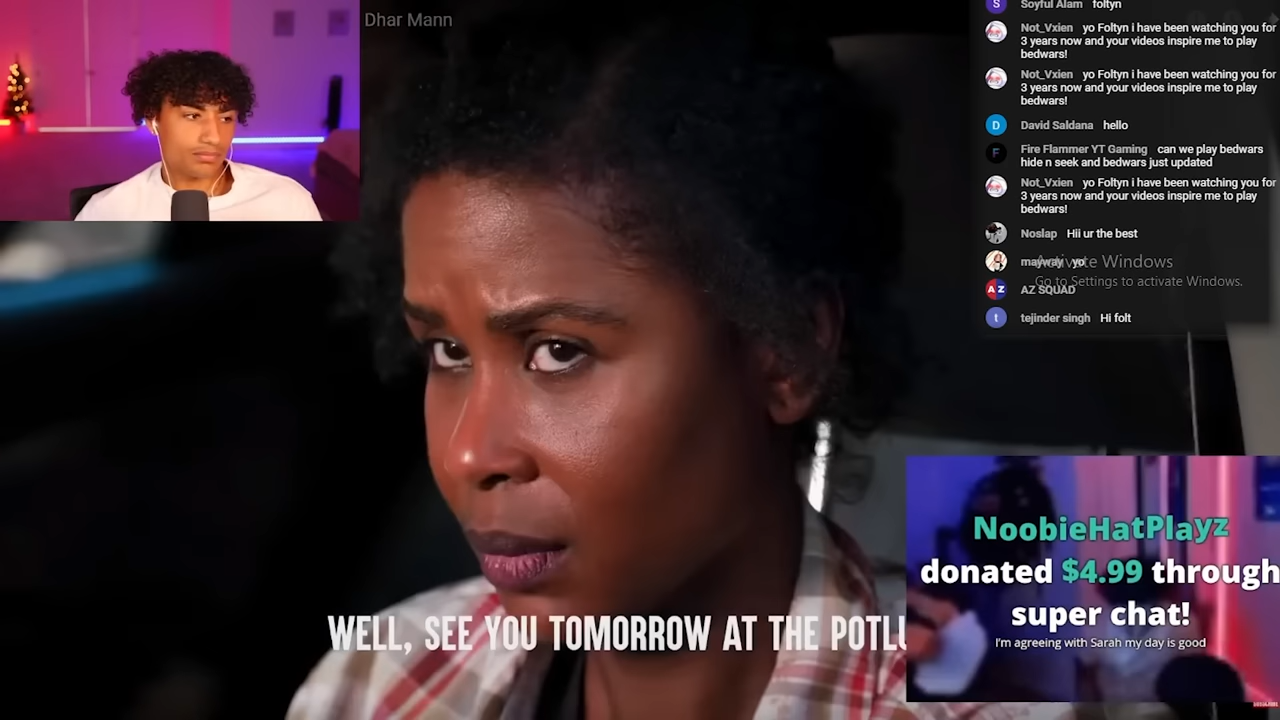 Dhar Mann
S Soyful Alam foltyn
Not_Vxien yo Foltyn i have been watching you for
3 years now and your videos inspire me to play
bedwars!
Not_Vxien yo Foltyn i have been watching you for
3 years now and your videos inspire me to play
bedwars!
D David Saldana hello
F Fire Flammer YT Gaming can we play bedwars
hide n seek and bedwars just updated
Not_Vxien yo Foltyn i have been watching you for
3 years now and your videos inspire me to play
bedwars!
Noslap Hii ur the best
mayway yo
Activate Windows
Go to Settings to activate Windows.
AZ AZ SQUAD
t tejinder singh Hi folt
NoobieHatPlayz
donated $4.99 through
super chat!
I'm agreeing with Sarah my day is good
WELL, SEE YOU TOMORROW AT THE POTLU